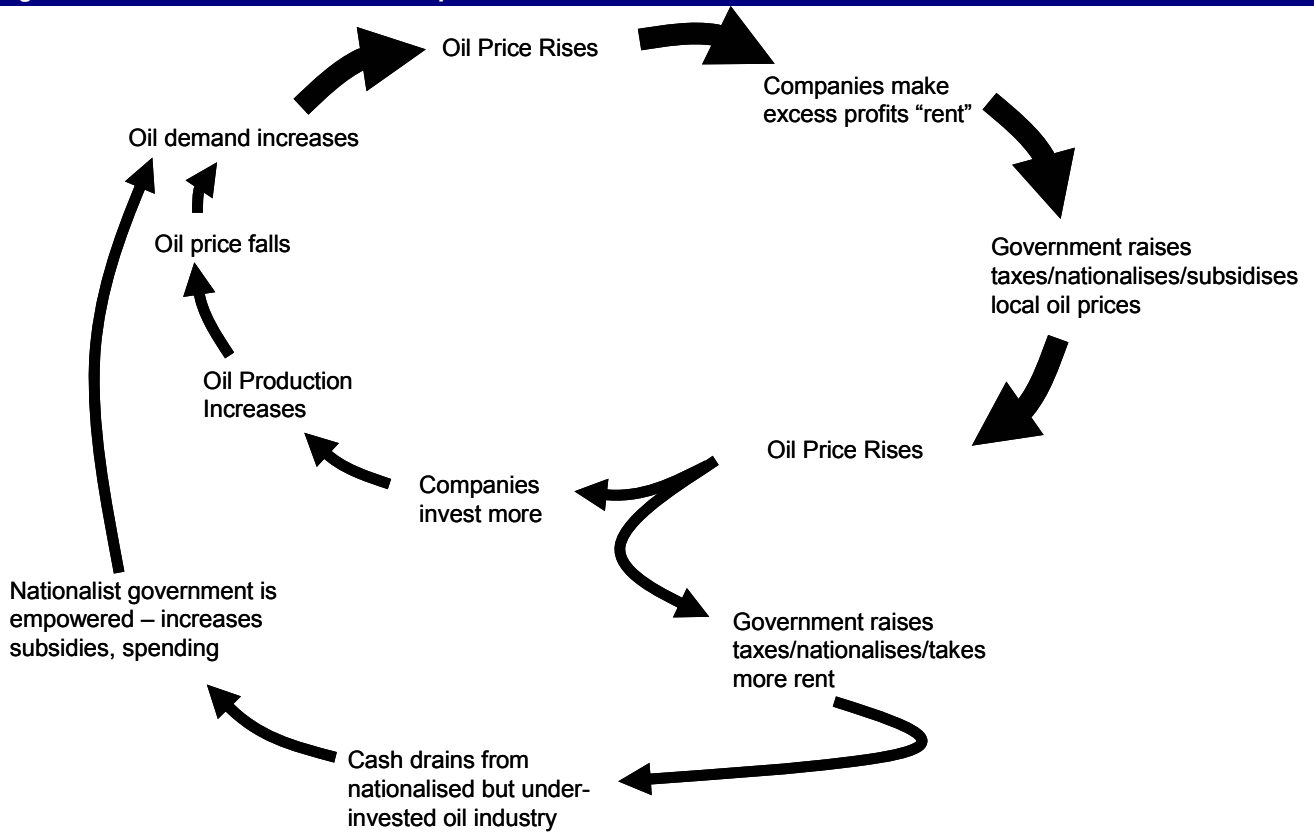 Oil Price Rises
Companies make
excess profits “rent”
Government raises
taxes/nationalises/subsidises
local oil prices
Oil Price Rises
Companies
invest more
Oil Production
Increases
Oil price falls
Oil demand increases
Government raises
taxes/nationalises/takes
more rent
Cash drains from
nationalised but under-
invested oil industry
Nationalist government is
empowered – increases
subsidies, spending